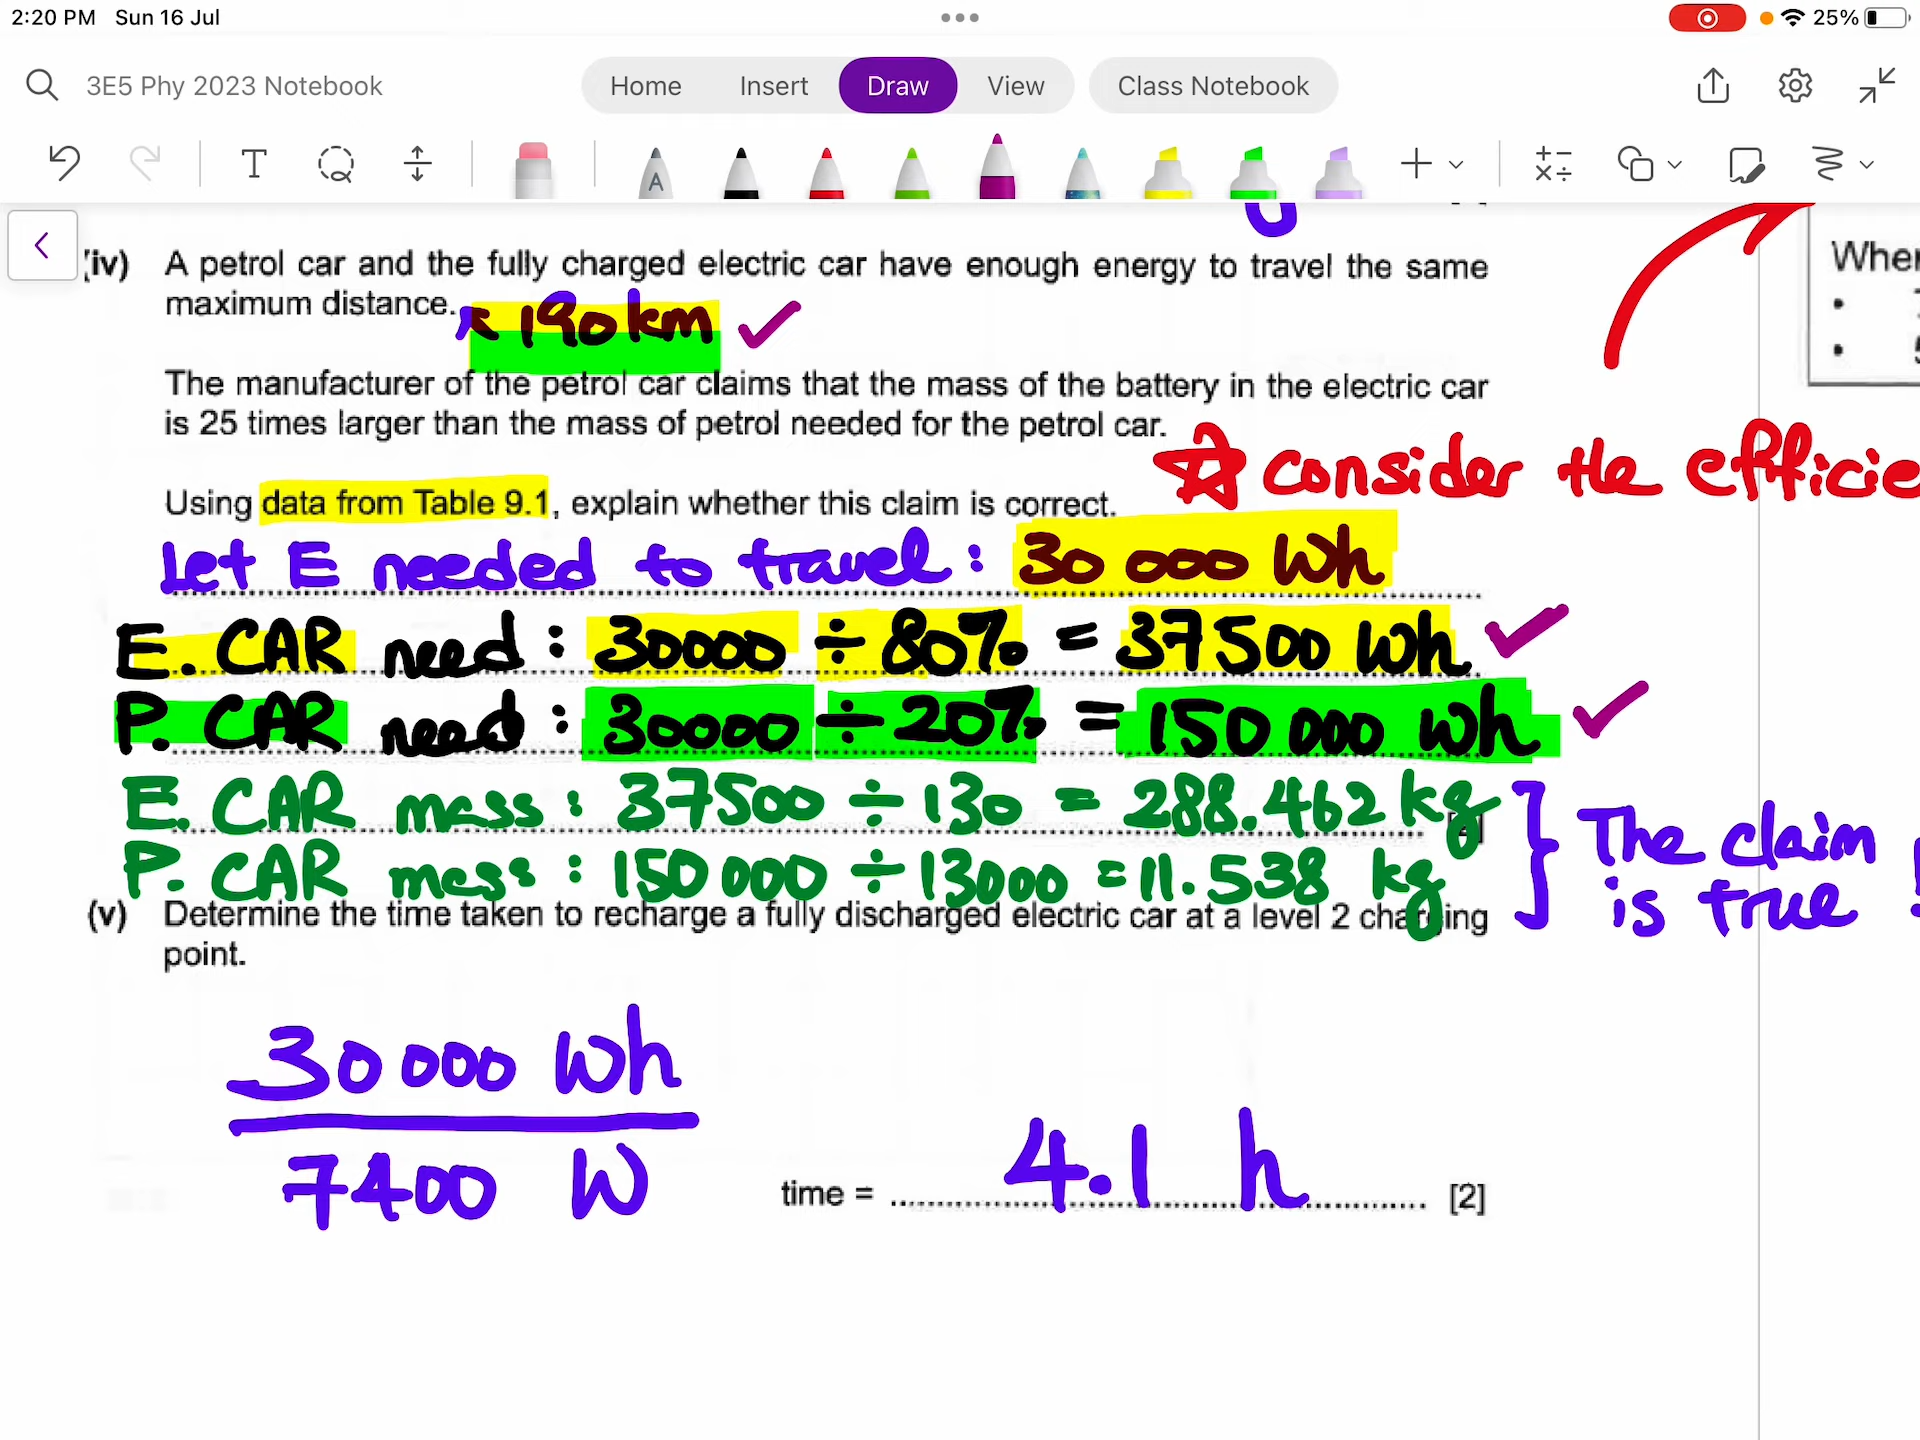 2:20 PM Sun 16 Jul
25%
3E5 Phy 2023 Notebook
Home Insert Draw View Class Notebook
T
A
(iv) A petrol car and the fully charged electric car have enough energy to travel the same
maximum distance.
190 km
Wher
•
•
The manufacturer of the petrol car claims that the mass of the battery in the electric car
is 25 times larger than the mass of petrol needed for the petrol car.
consider the efficie
Using data from Table 9.1, explain whether this claim is correct.
Let E needed to travel : 30 000 Wh
E. CAR need : 30000 ÷ 80% = 37500 Wh
P. CAR need : 30000 ÷ 20% = 150 000 Wh
E. CAR mass : 37500 ÷ 130 = 288.462 kg
P. CAR mass : 150 000 ÷ 13000 = 11.538 kg
The claim
is true !
(v) Determine the time taken to recharge a fully discharged electric car at a level 2 charging
point.
30 000 Wh
7400 W
time = 4.1 h [2]